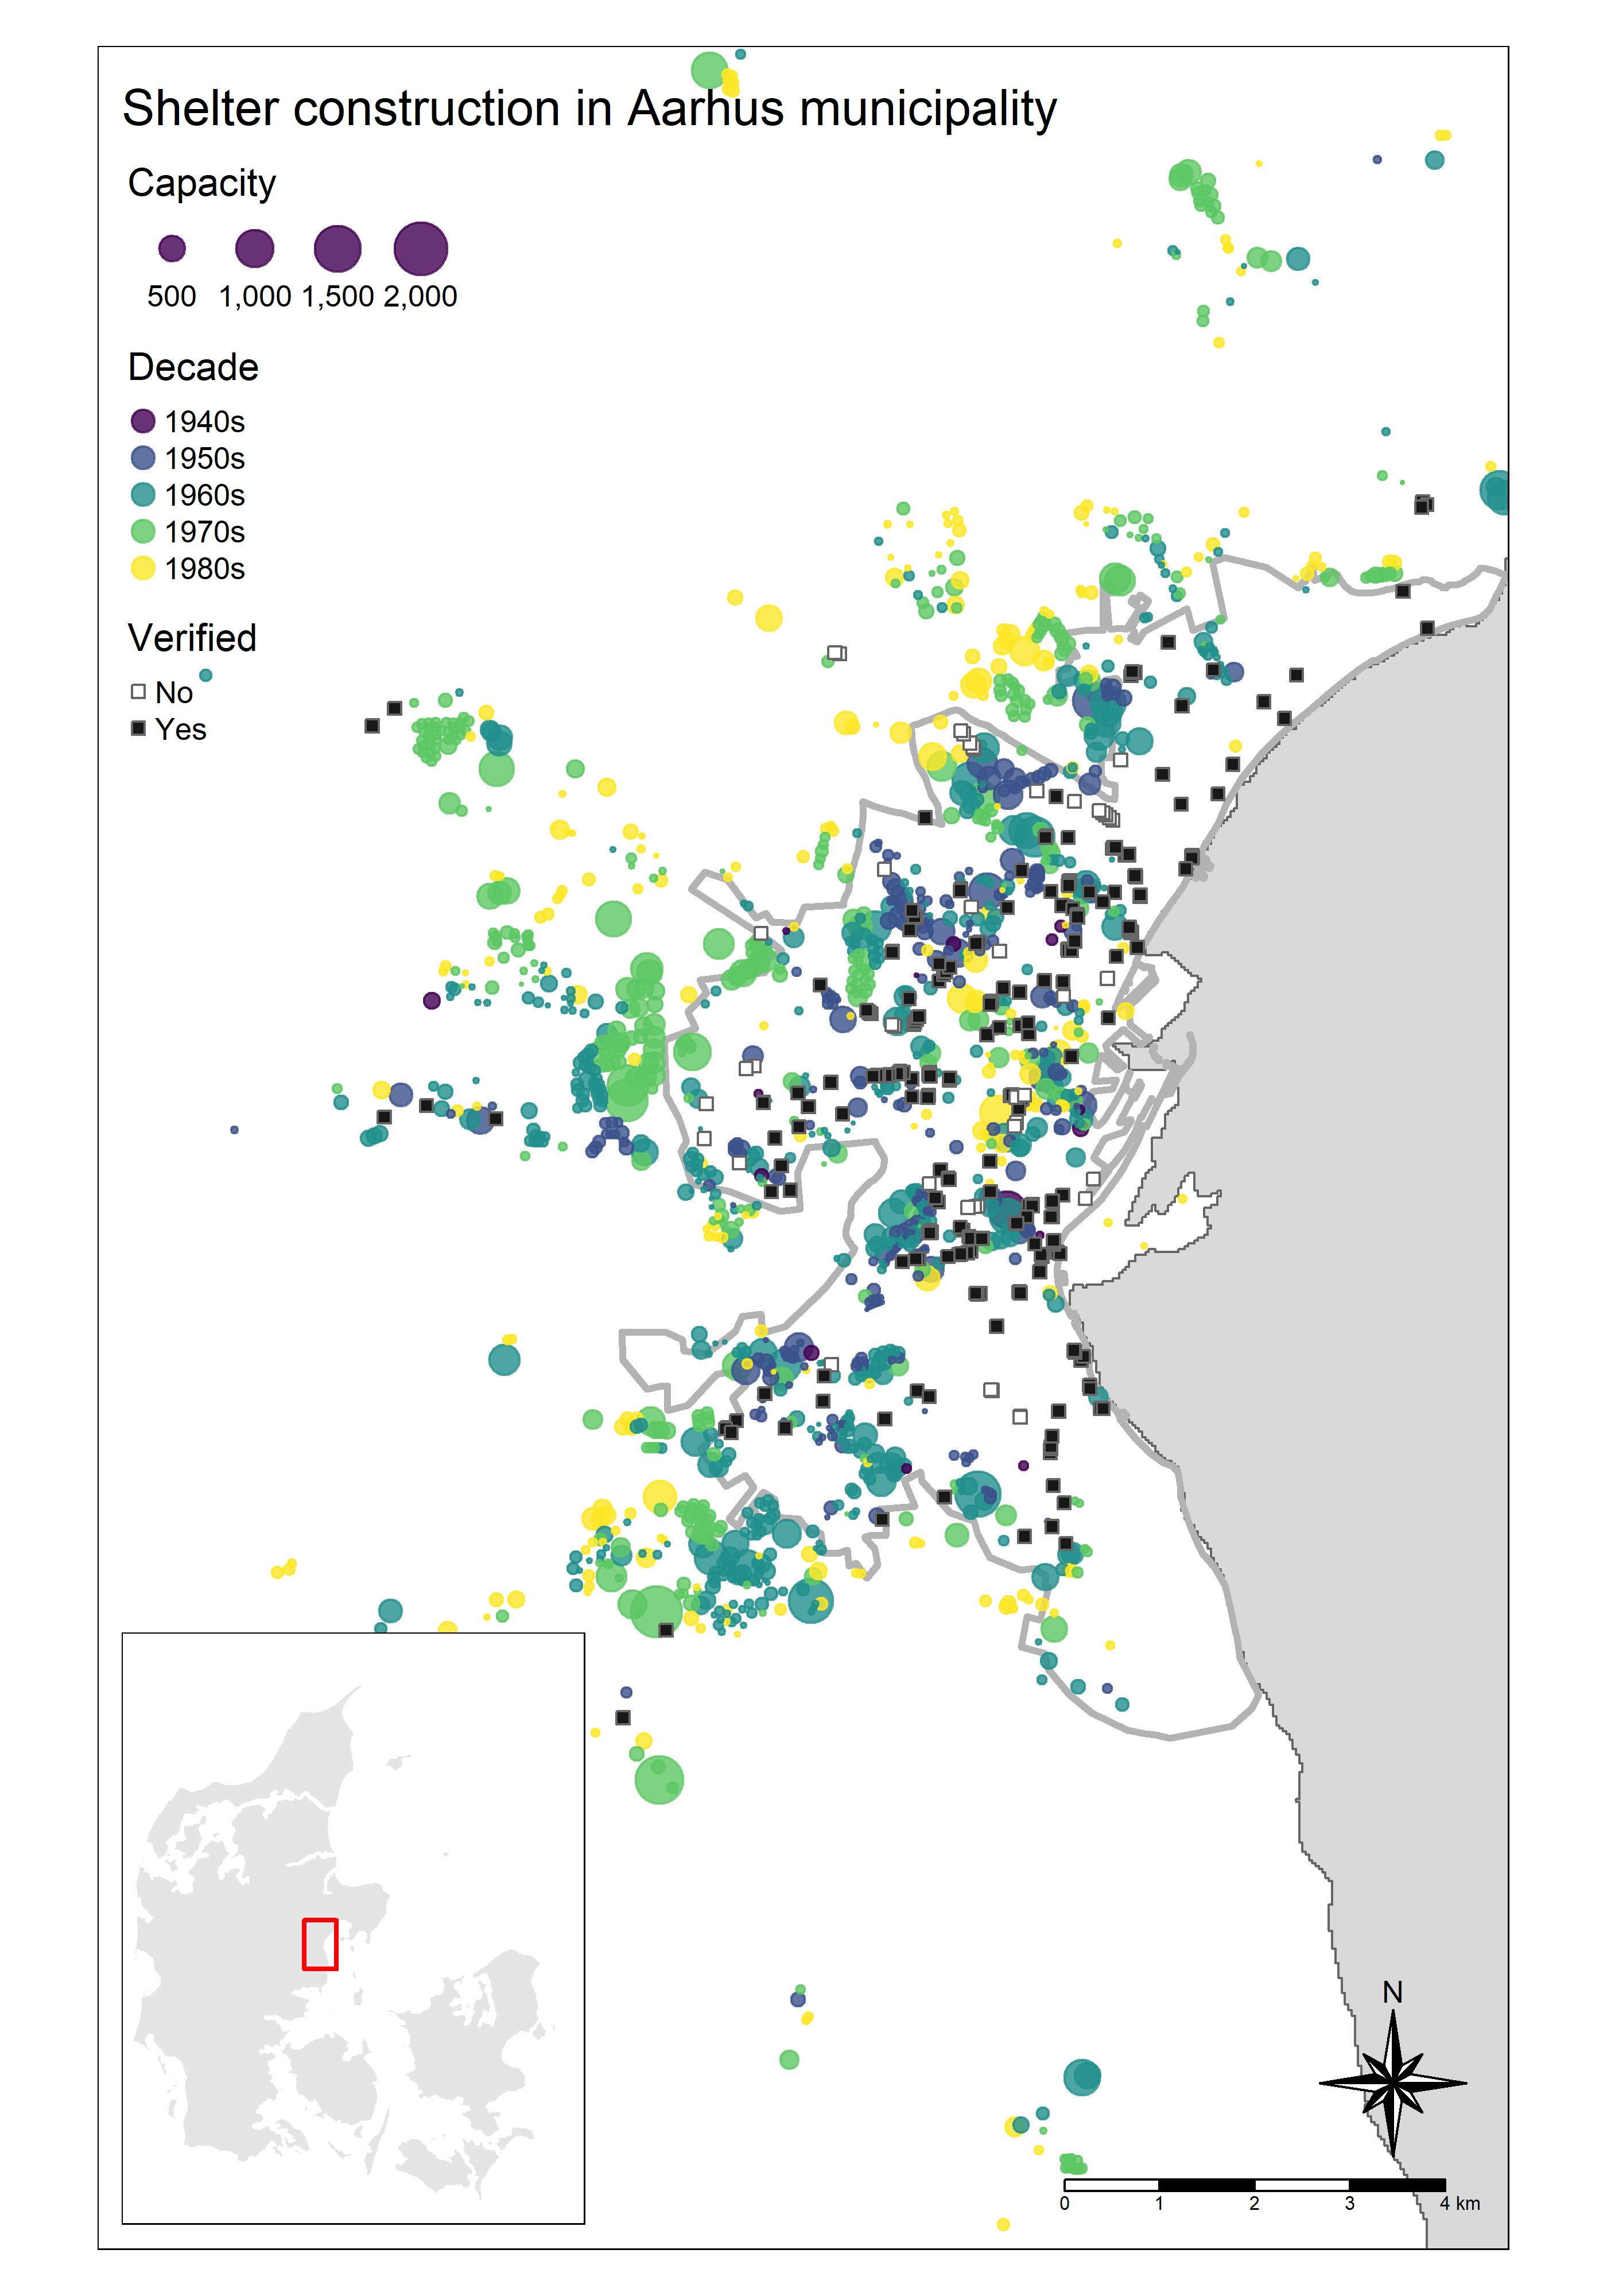 Shelter construction in Aarhus municipality
Capacity
500 1,000 1,500 2,000
Decade
1940s
1950s
1960s
1970s
1980s
Verified
No
Yes
N
0 1 2 3 4 km